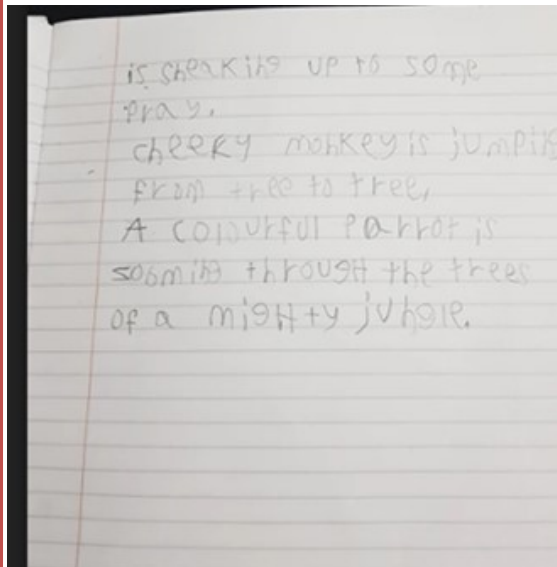 is sneaking up to some
pray.
cheeky monkey is jumpin
from tree to tree,
A colourful parrot is
sooming through the trees
of a mighty jungle.